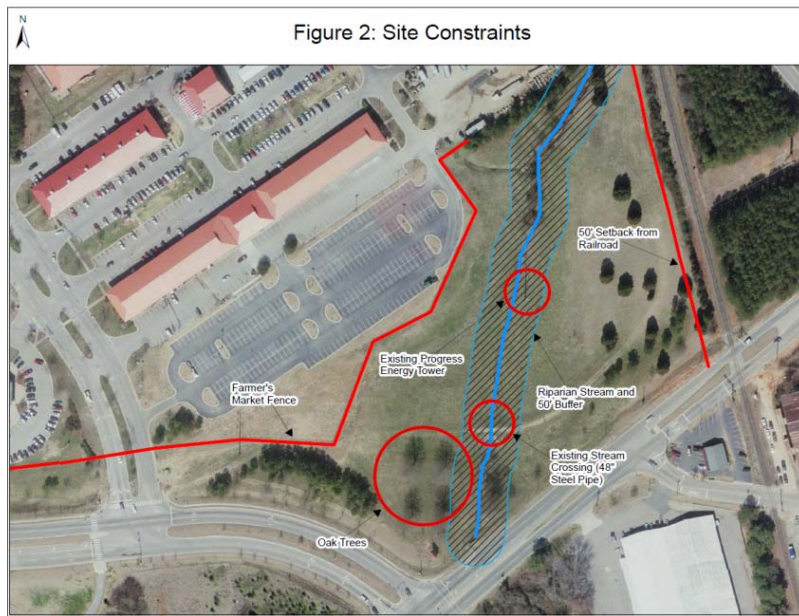 N
Figure 2: Site Constraints
50' Setback from
Railroad
Existing Progress
Energy Tower
Farmer's
Market Fence
Riparian Stream and
50' Buffer
Existing Stream
Crossing (48"
Steel Pipe)
Oak Trees